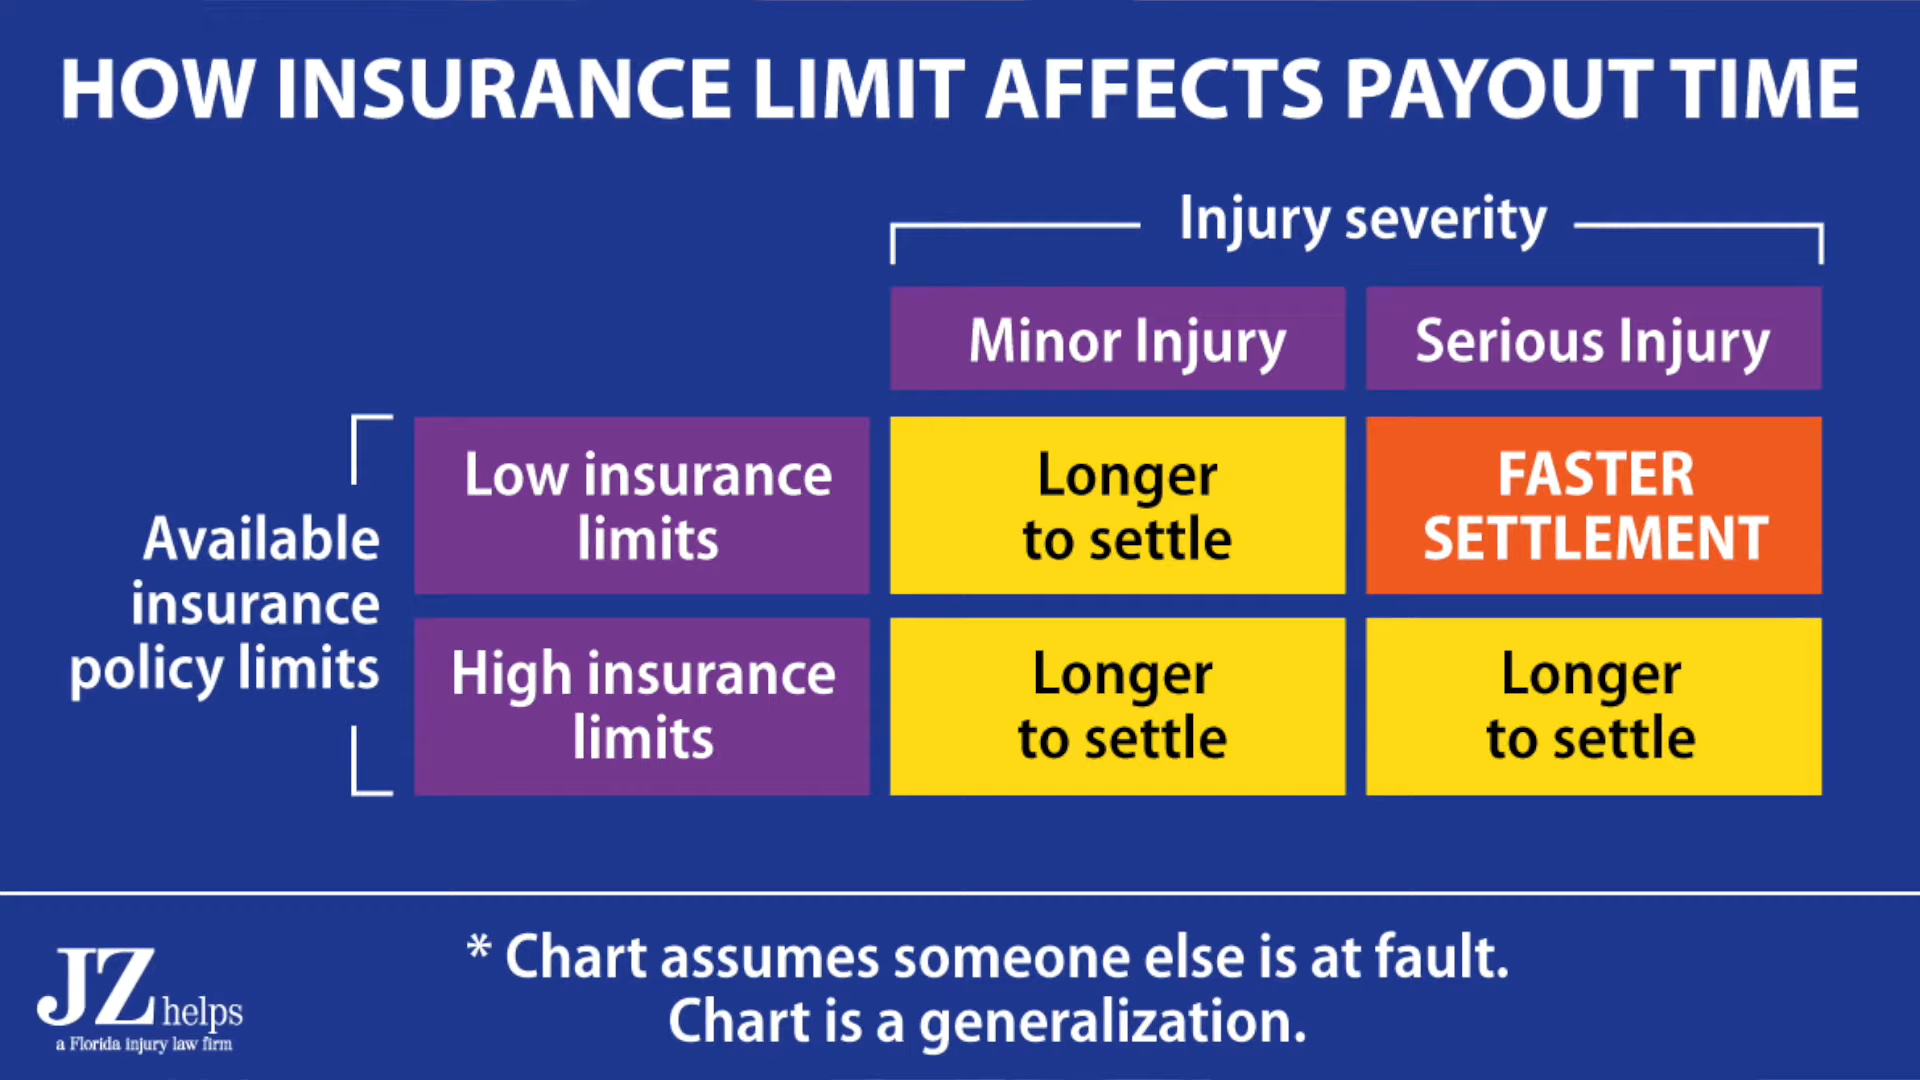 HOW INSURANCE LIMIT AFFECTS PAYOUT TIME
Injury severity
Minor Injury
Serious Injury
Available
insurance
policy limits
Low insurance
limits
Longer
to settle
FASTER
SETTLEMENT
High insurance
limits
Longer
to settle
Longer
to settle
* Chart assumes someone else is at fault.
Chart is a generalization.
JZ helps
a Florida injury law firm